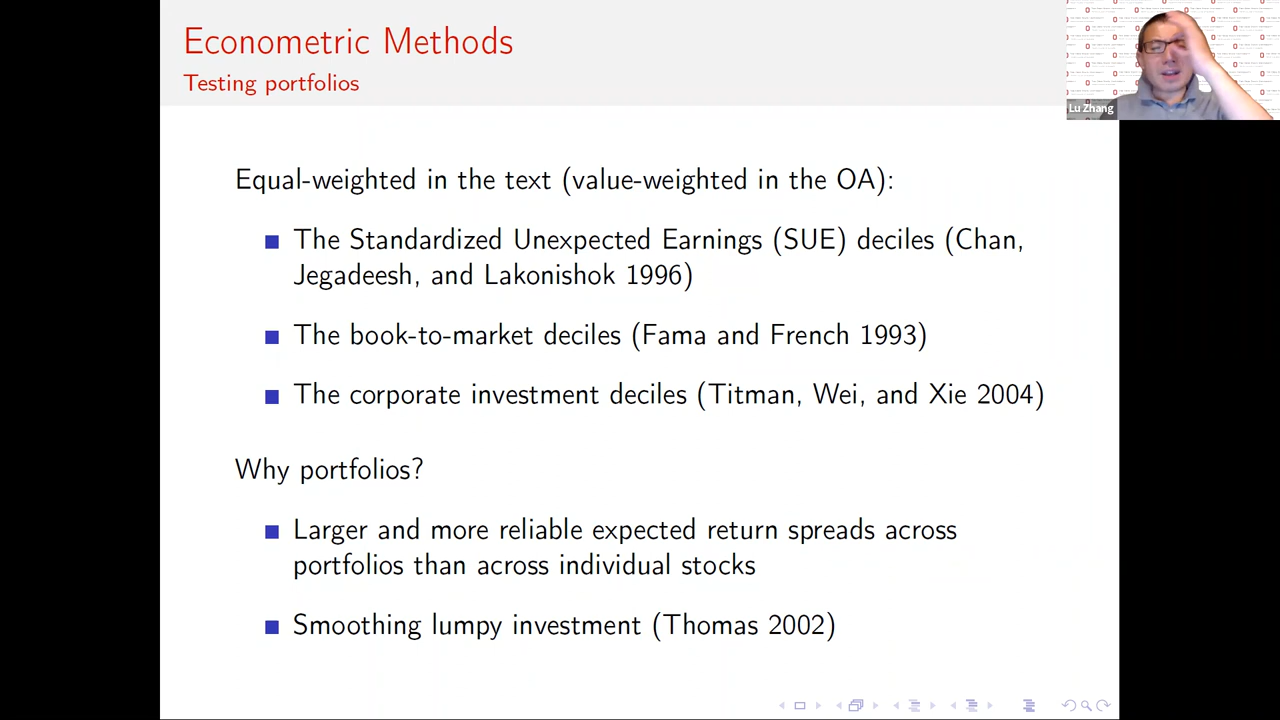 Econometric Methods
Testing portfolios
Lu Zhang
Equal-weighted in the text (value-weighted in the OA):
The Standardized Unexpected Earnings (SUE) deciles (Chan,
Jegadeesh, and Lakonishok 1996)
The book-to-market deciles (Fama and French 1993)
The corporate investment deciles (Titman, Wei, and Xie 2004)
Why portfolios?
Larger and more reliable expected return spreads across
portfolios than across individual stocks
Smoothing lumpy investment (Thomas 2002)